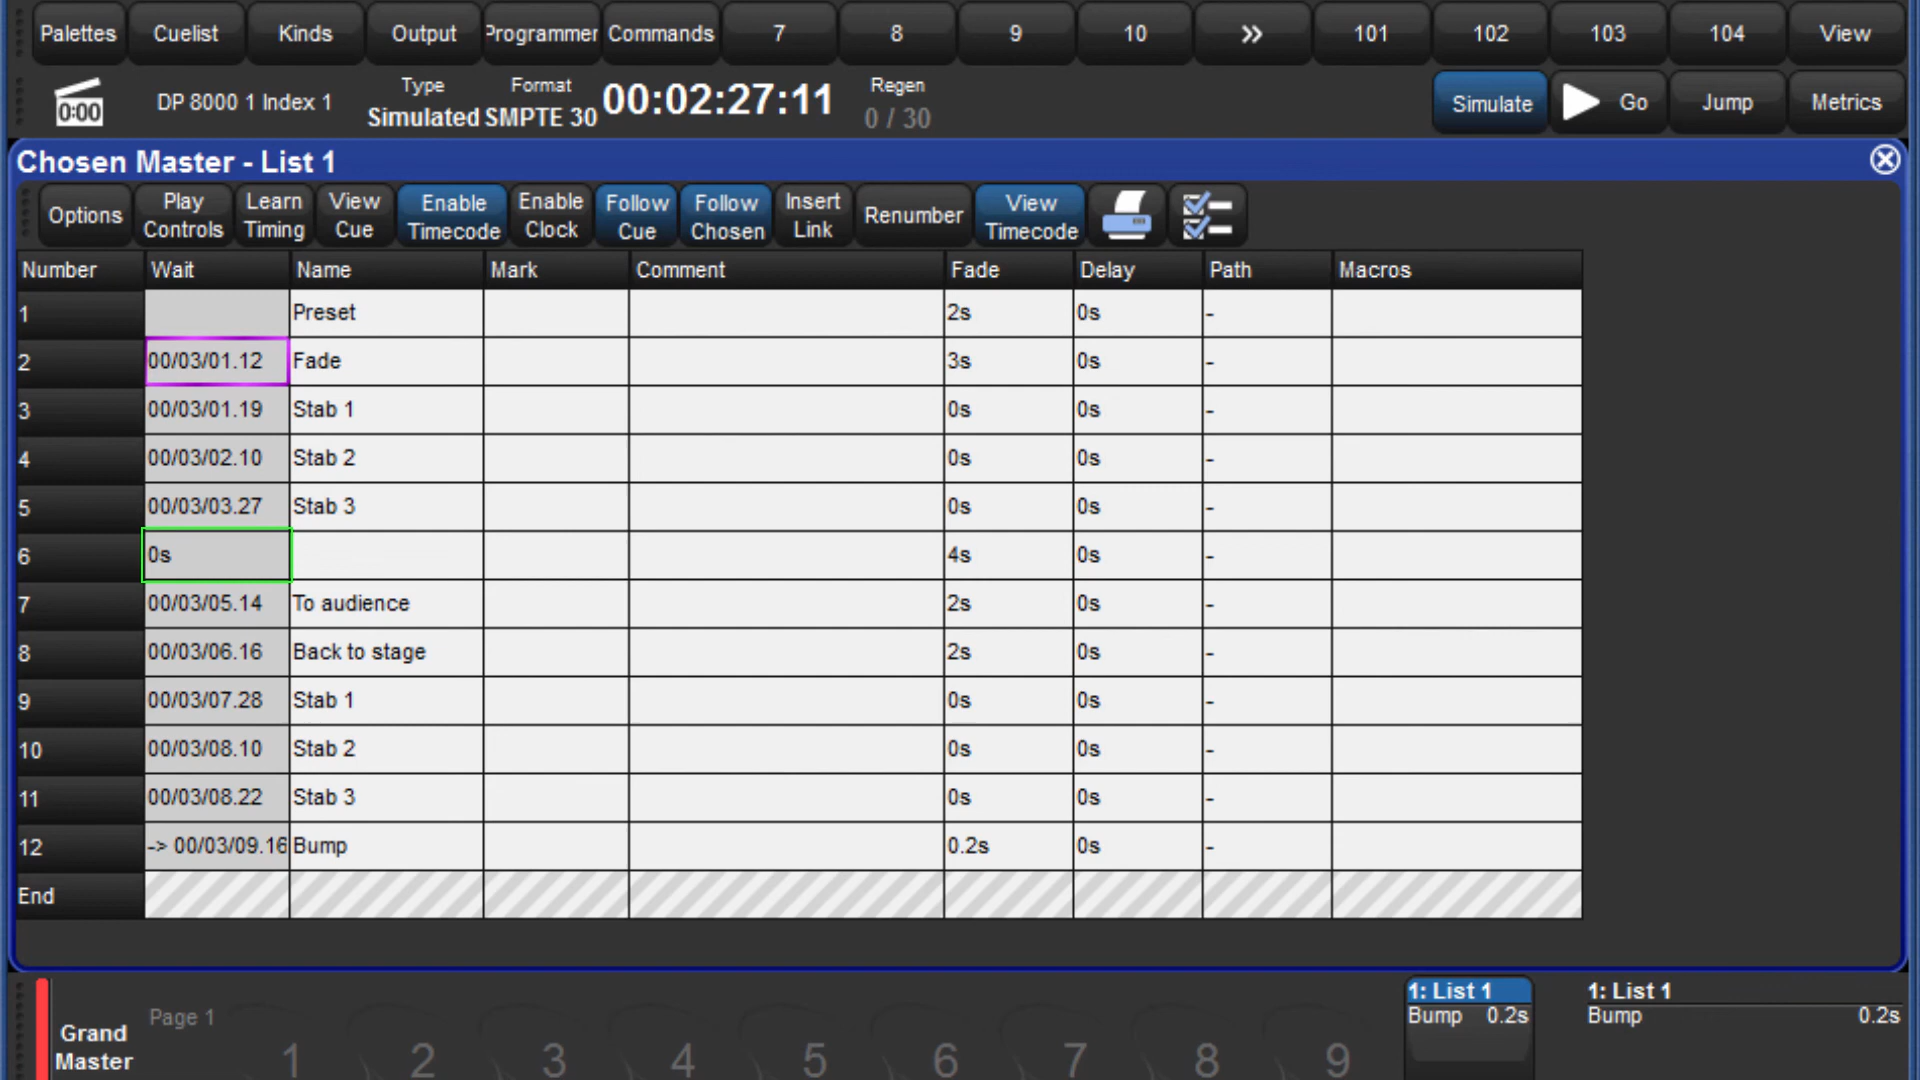 Palettes Cuelist Kinds Output Programmer Commands 7 8 9 10 » 101 102 103 104 View
0:00 DP 8000 1 Index 1 Type Format 00:02:27:11 Regen Simulate Go Jump Metrics
Simulated SMPTE 30 0 / 30
Chosen Master - List 1
Options Play Controls Learn Timing View Cue Enable Timecode Enable Clock Follow Cue Follow Chosen Insert Link Renumber View Timecode
Number Wait Name Mark Comment Fade Delay Path Macros
1 Preset 2s 0s -
2 00/03/01.12 Fade 3s 0s -
3 00/03/01.19 Stab 1 0s 0s -
4 00/03/02.10 Stab 2 0s 0s -
5 00/03/03.27 Stab 3 0s 0s -
6 0s 4s 0s -
7 00/03/05.14 To audience 2s 0s -
8 00/03/06.16 Back to stage 2s 0s -
9 00/03/07.28 Stab 1 0s 0s -
10 00/03/08.10 Stab 2 0s 0s -
11 00/03/08.22 Stab 3 0s 0s -
12 -> 00/03/09.16 Bump 0.2s 0s -
End
Grand Master Page 1 1 2 3 4 5 6 7 8 9
1: List 1
Bump 0.2s
1: List 1
Bump 0.2s